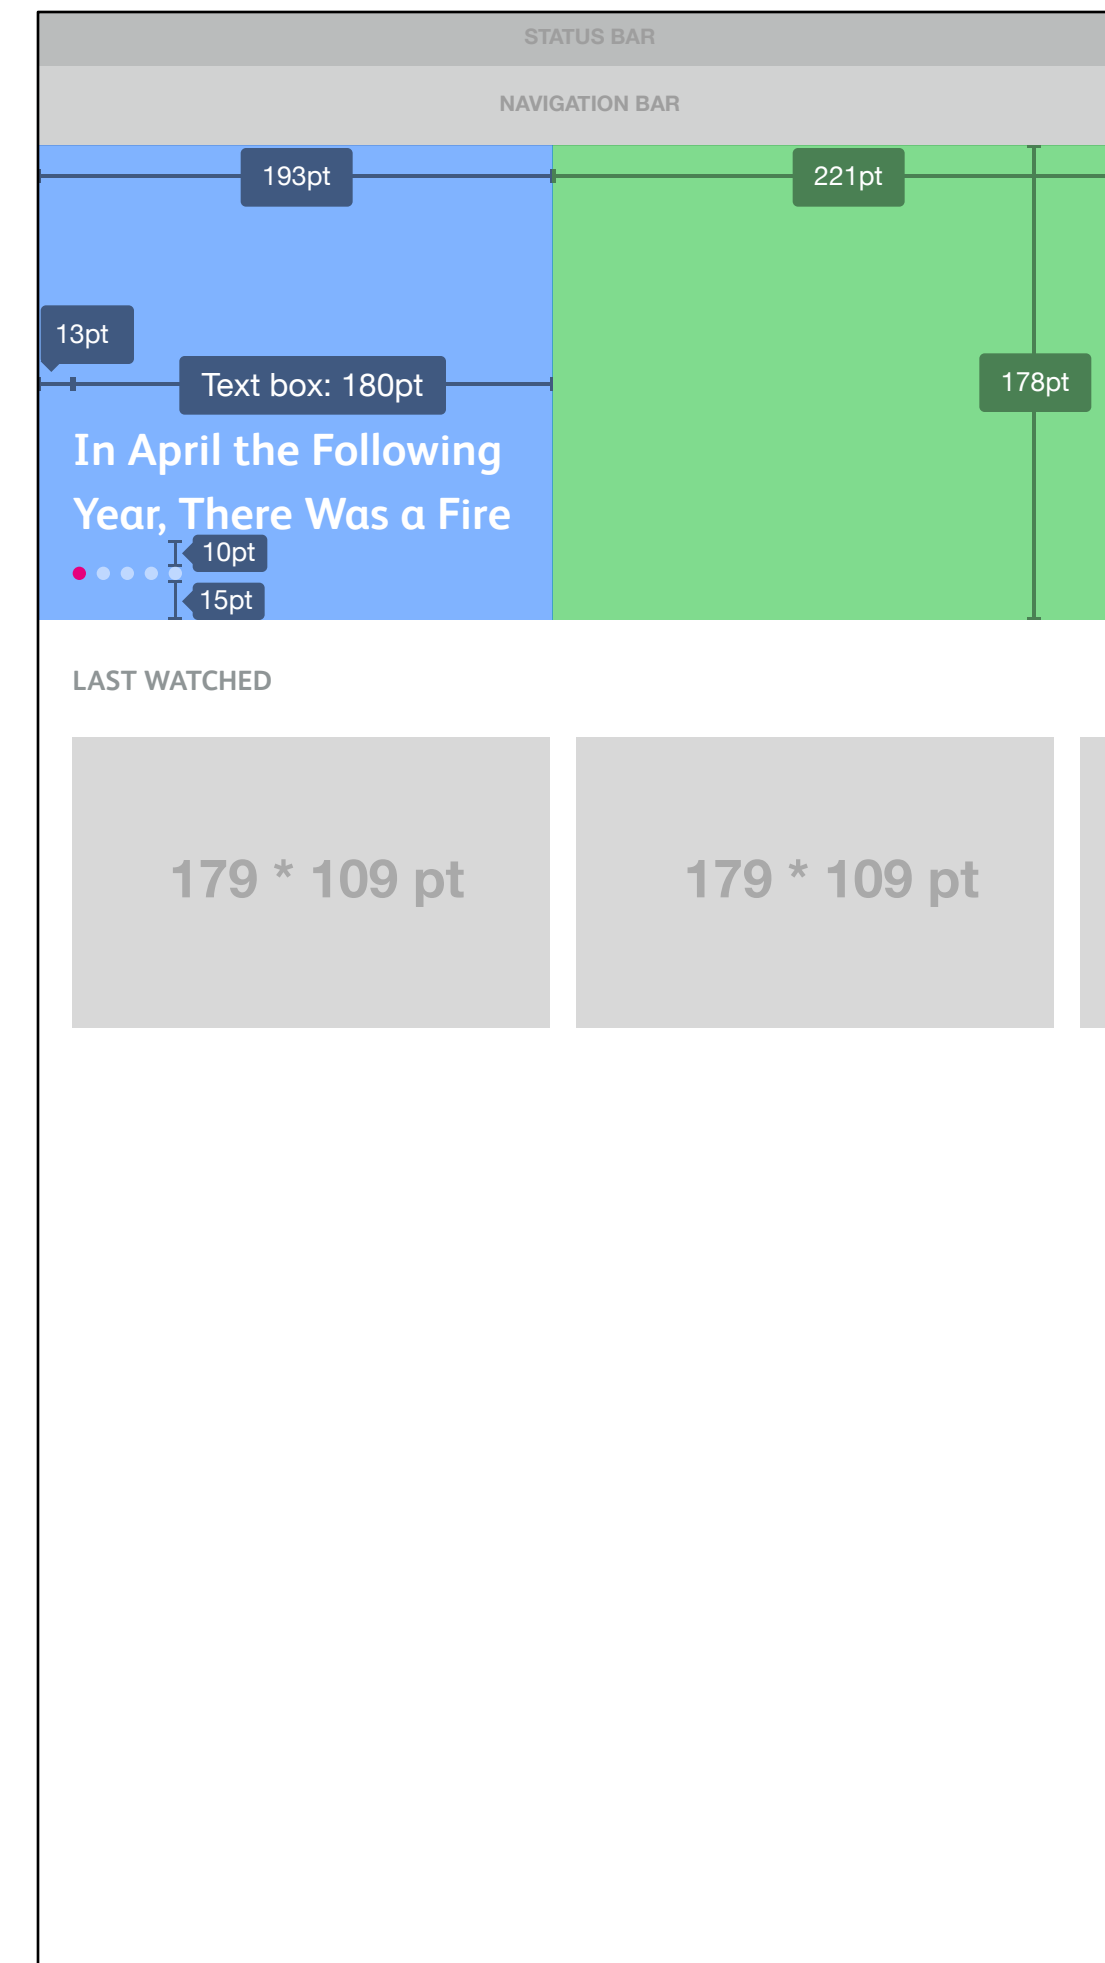 STATUS BAR
NAVIGATION BAR
193pt
221pt
13pt
Text box: 180pt
178pt
In April the Following
Year, There Was a Fire
10pt
15pt
LAST WATCHED
179 * 109 pt
179 * 109 pt